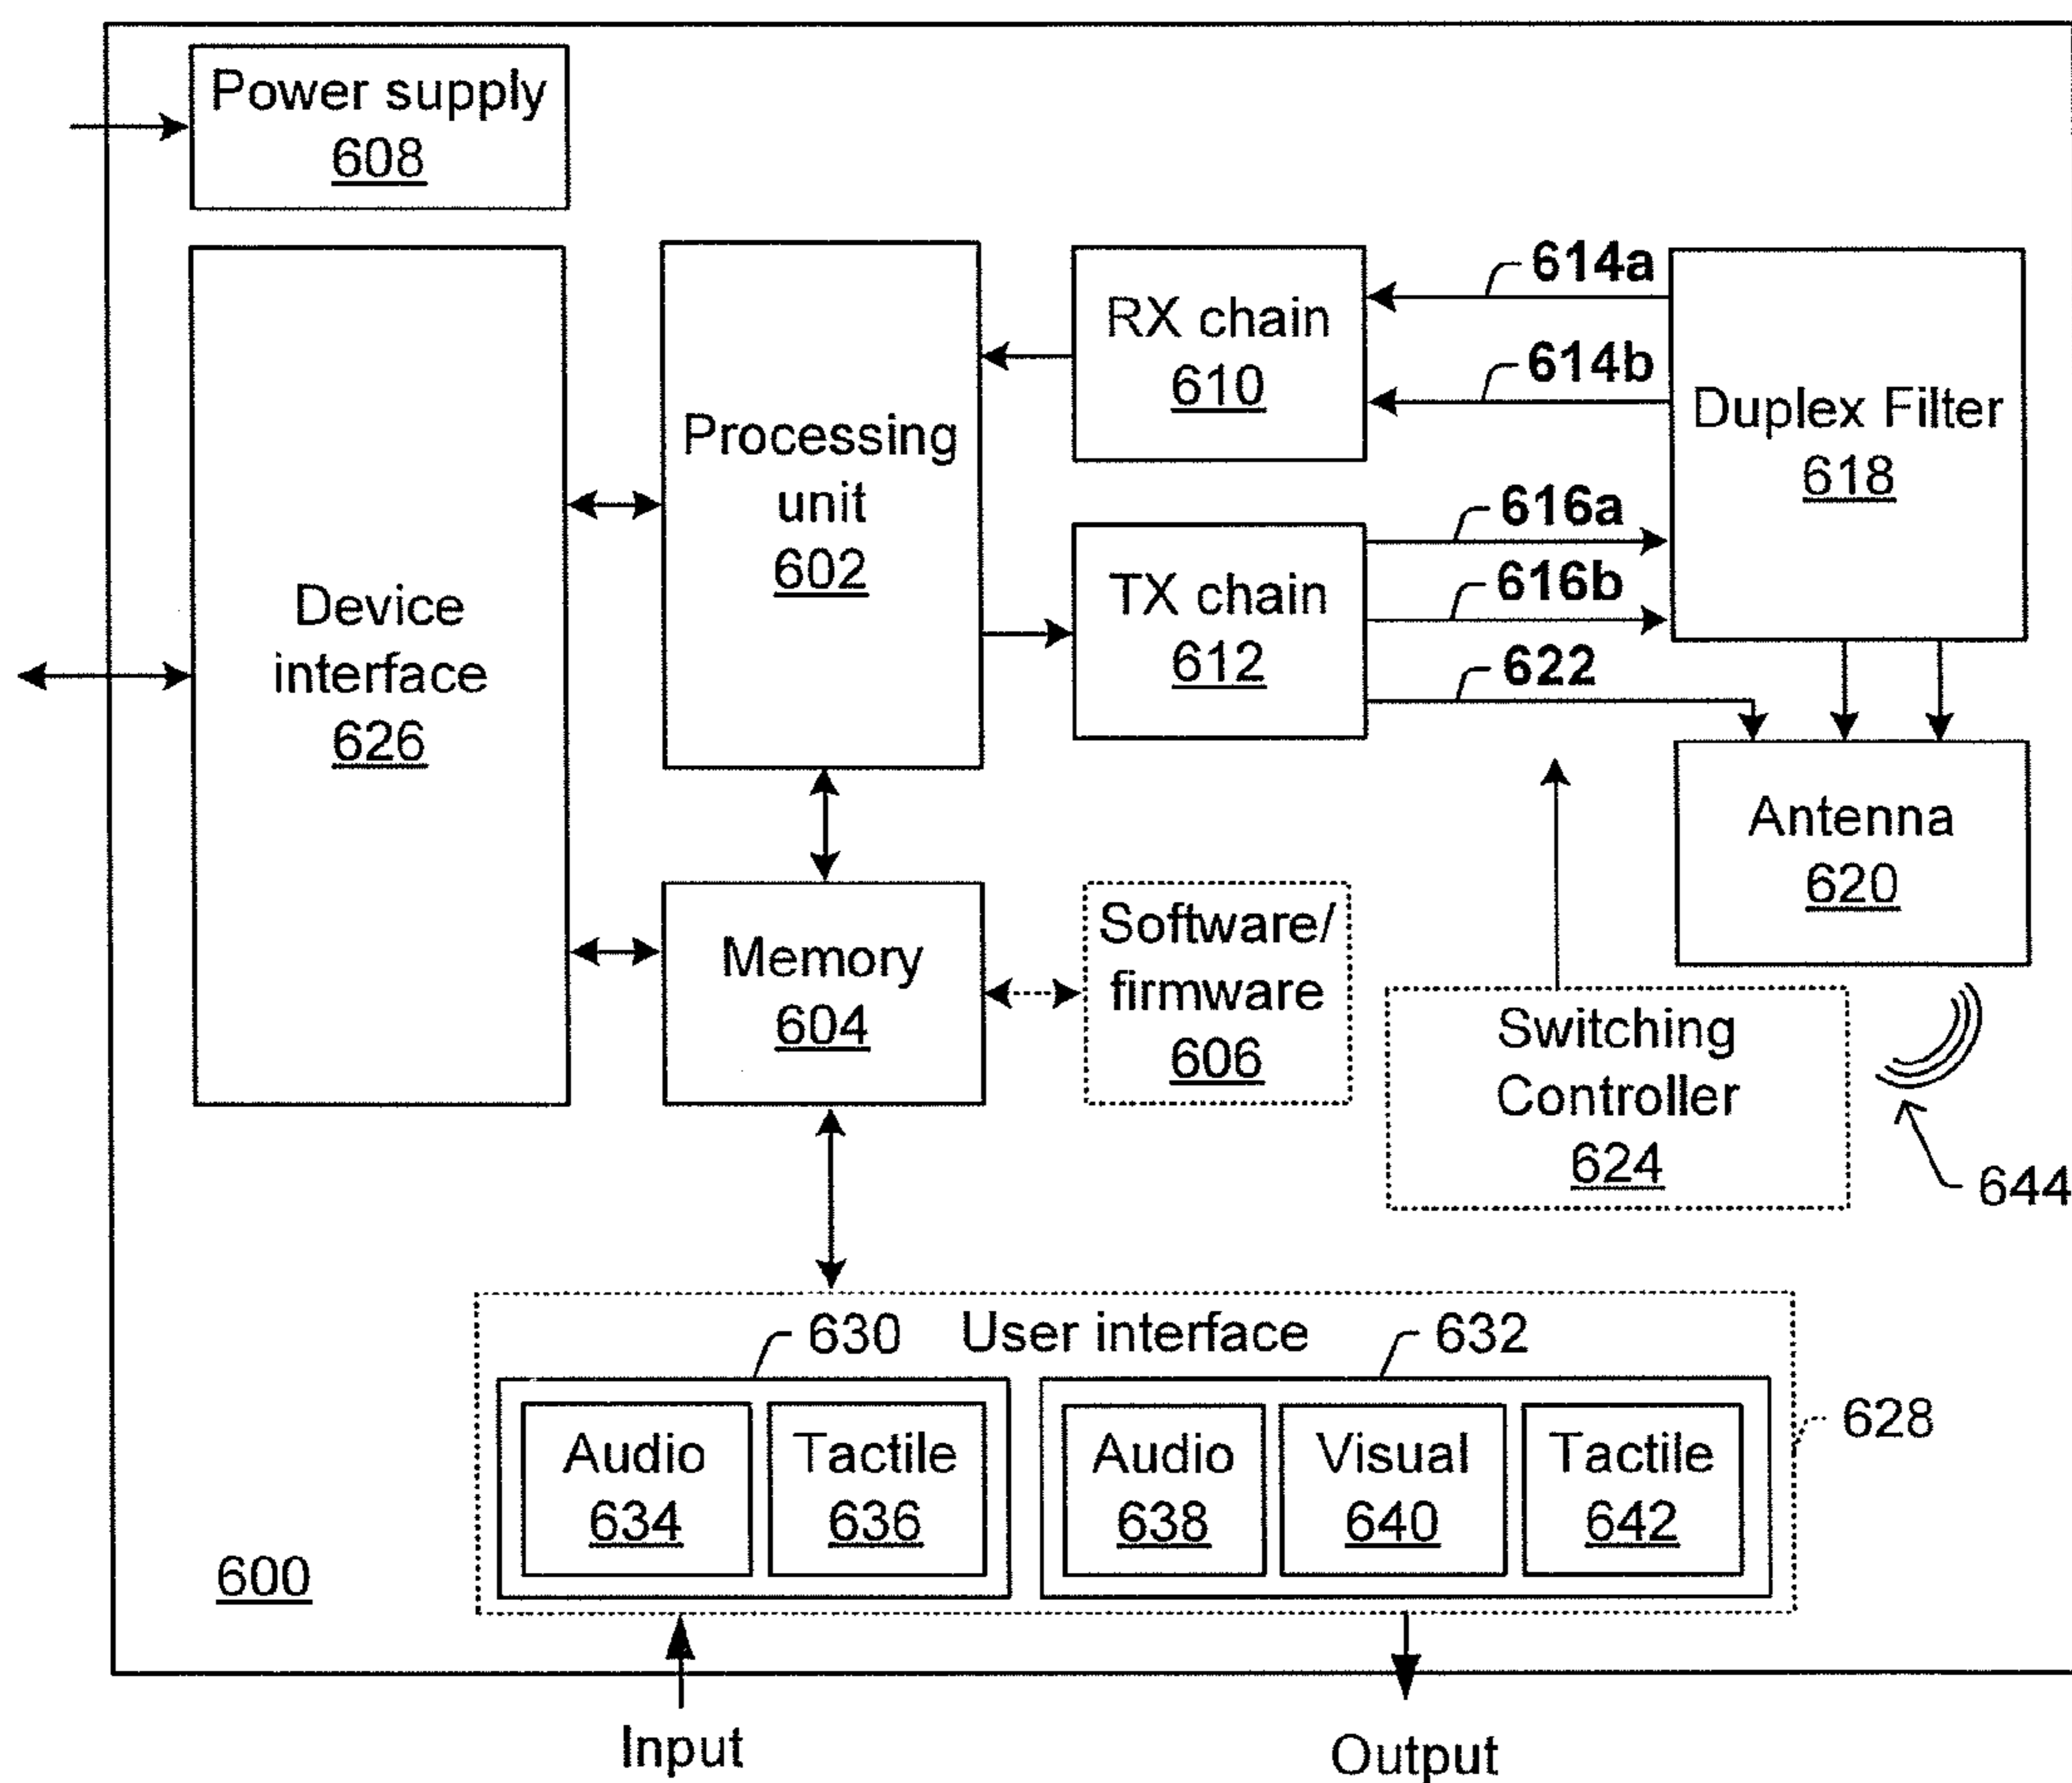 Power supply
608
Device
interface
626
Processing
unit
602
RX chain
610
614a
614b
Duplex Filter
618
TX chain
612
616a
616b
622
Antenna
620
Memory
604
Software/
firmware
606
Switching
Controller
624
644
630
User interface
632
628
Audio
634
Tactile
636
Audio
638
Visual
640
Tactile
642
600
Input
Output